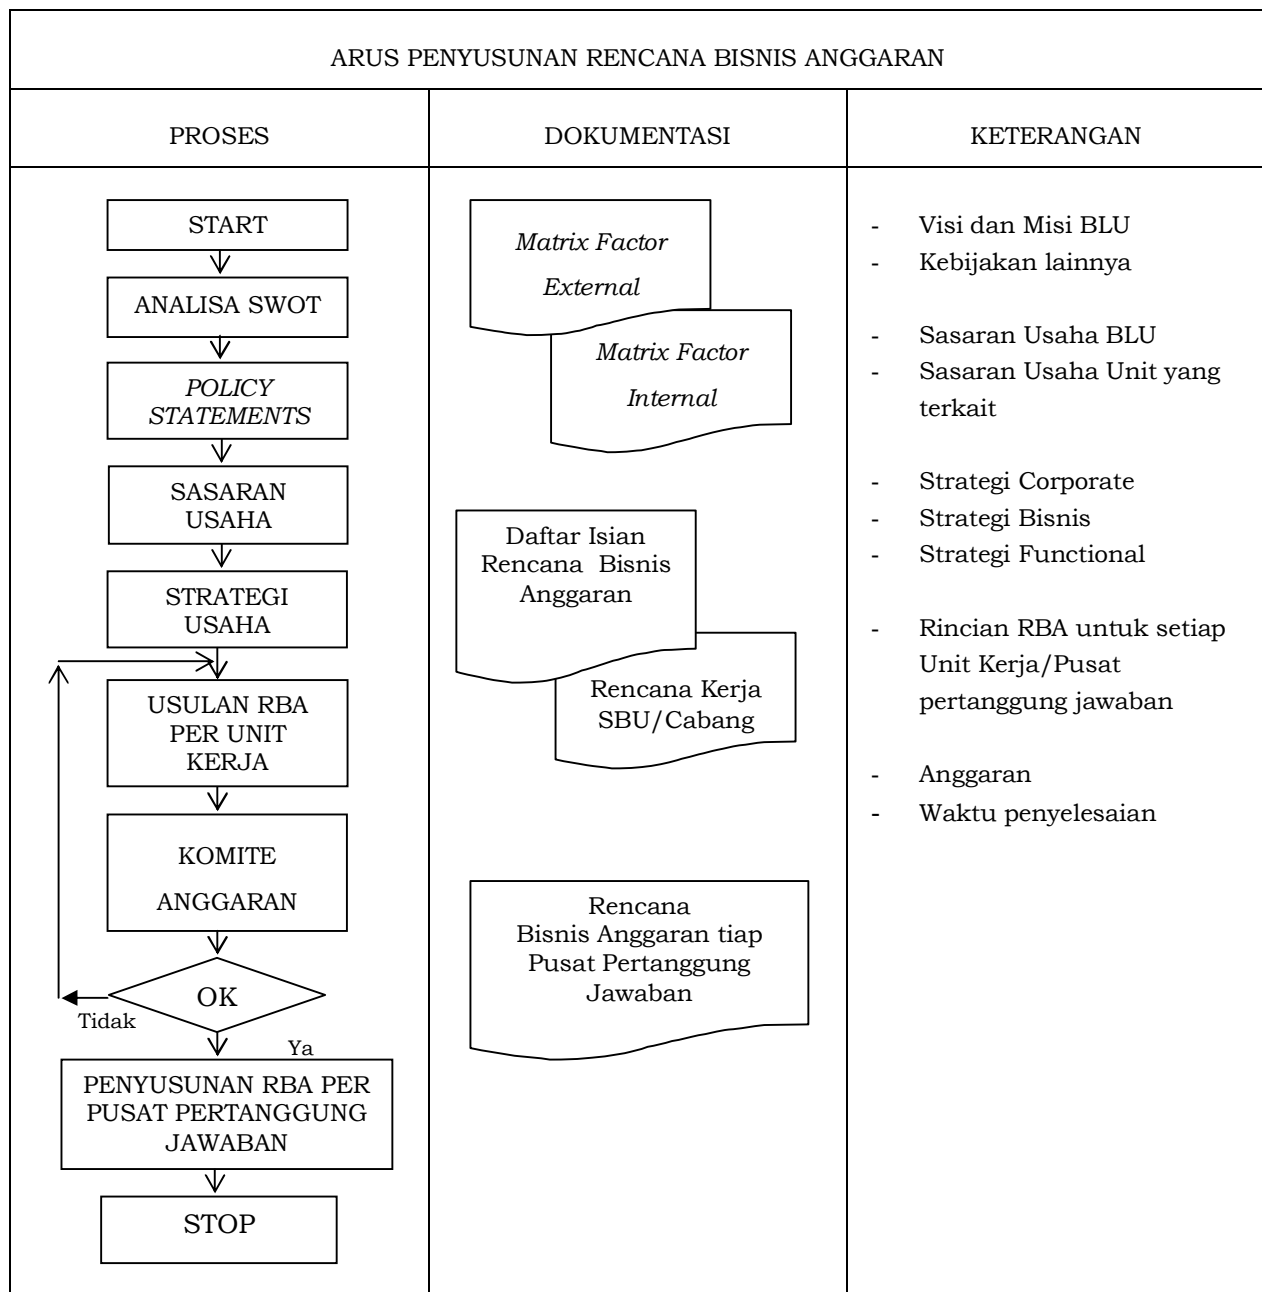 ARUS PENYUSUNAN RENCANA BISNIS ANGGARAN
PROSES
DOKUMENTASI
KETERANGAN
START
ANALISA SWOT
POLICY
STATEMENTS
SASARAN
USAHA
STRATEGI
USAHA
USULAN RBA
PER UNIT
KERJA
KOMITE
ANGGARAN
OK
Tidak
Ya
PENYUSUNAN RBA PER
PUSAT PERTANGGUNG
JAWABAN
STOP
Matrix Factor
External
Matrix Factor
Internal
Daftar Isian
Rencana Bisnis
Anggaran
Rencana Kerja
SBU/Cabang
Rencana
Bisnis Anggaran tiap
Pusat Pertanggung
Jawaban
- Visi dan Misi BLU
- Kebijakan lainnya
- Sasaran Usaha BLU
- Sasaran Usaha Unit yang
terkait
- Strategi Corporate
- Strategi Bisnis
- Strategi Functional
- Rincian RBA untuk setiap
Unit Kerja/Pusat
pertanggung jawaban
- Anggaran
- Waktu penyelesaian